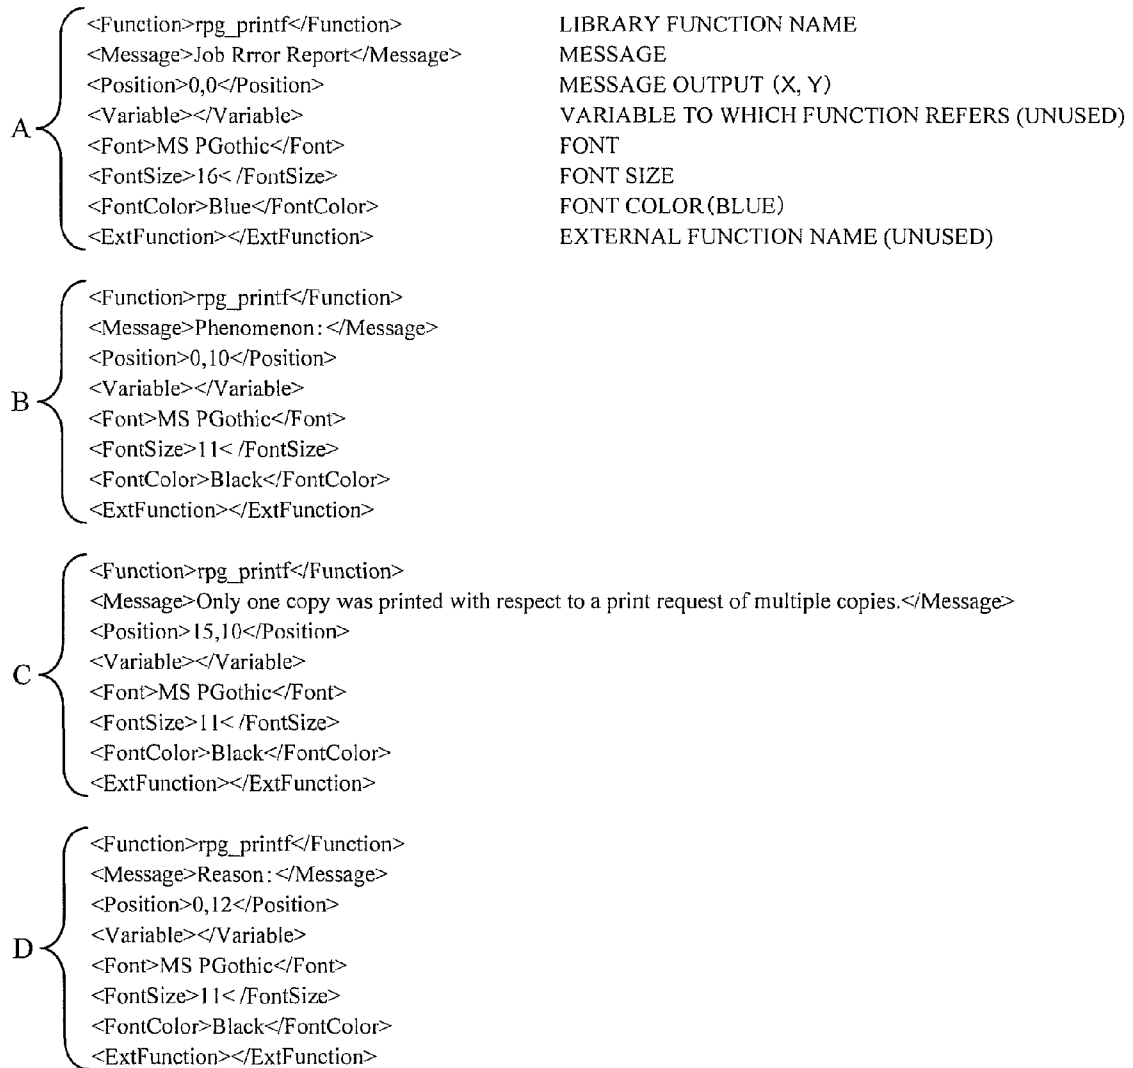 <Function>rpg_printf</Function> LIBRARY FUNCTION NAME
<Message>Job Rrror Report</Message> MESSAGE
<Position>0,0</Position> MESSAGE OUTPUT (X, Y)
<Variable></Variable> VARIABLE TO WHICH FUNCTION REFERS (UNUSED)
A <Font>MS PGothic</Font> FONT
<FontSize>16< /FontSize> FONT SIZE
<FontColor>Blue</FontColor> FONT COLOR(BLUE)
<ExtFunction></ExtFunction> EXTERNAL FUNCTION NAME (UNUSED)
<Function>rpg_printf</Function>
<Message>Phenomenon: </Message>
<Position>0,10</Position>
<Variable></Variable>
B <Font>MS PGothic</Font>
<FontSize>11< /FontSize>
<FontColor>Black</FontColor>
<ExtFunction></ExtFunction>
<Function>rpg_printf</Function>
<Message>Only one copy was printed with respect to a print request of multiple copies.</Message>
<Position>15,10</Position>
<Variable></Variable>
C <Font>MS PGothic</Font>
<FontSize>11< /FontSize>
<FontColor>Black</FontColor>
<ExtFunction></ExtFunction>
<Function>rpg_printf</Function>
<Message>Reason: </Message>
<Position>0,12</Position>
<Variable></Variable>
D <Font>MS PGothic</Font>
<FontSize>11< /FontSize>
<FontColor>Black</FontColor>
<ExtFunction></ExtFunction>